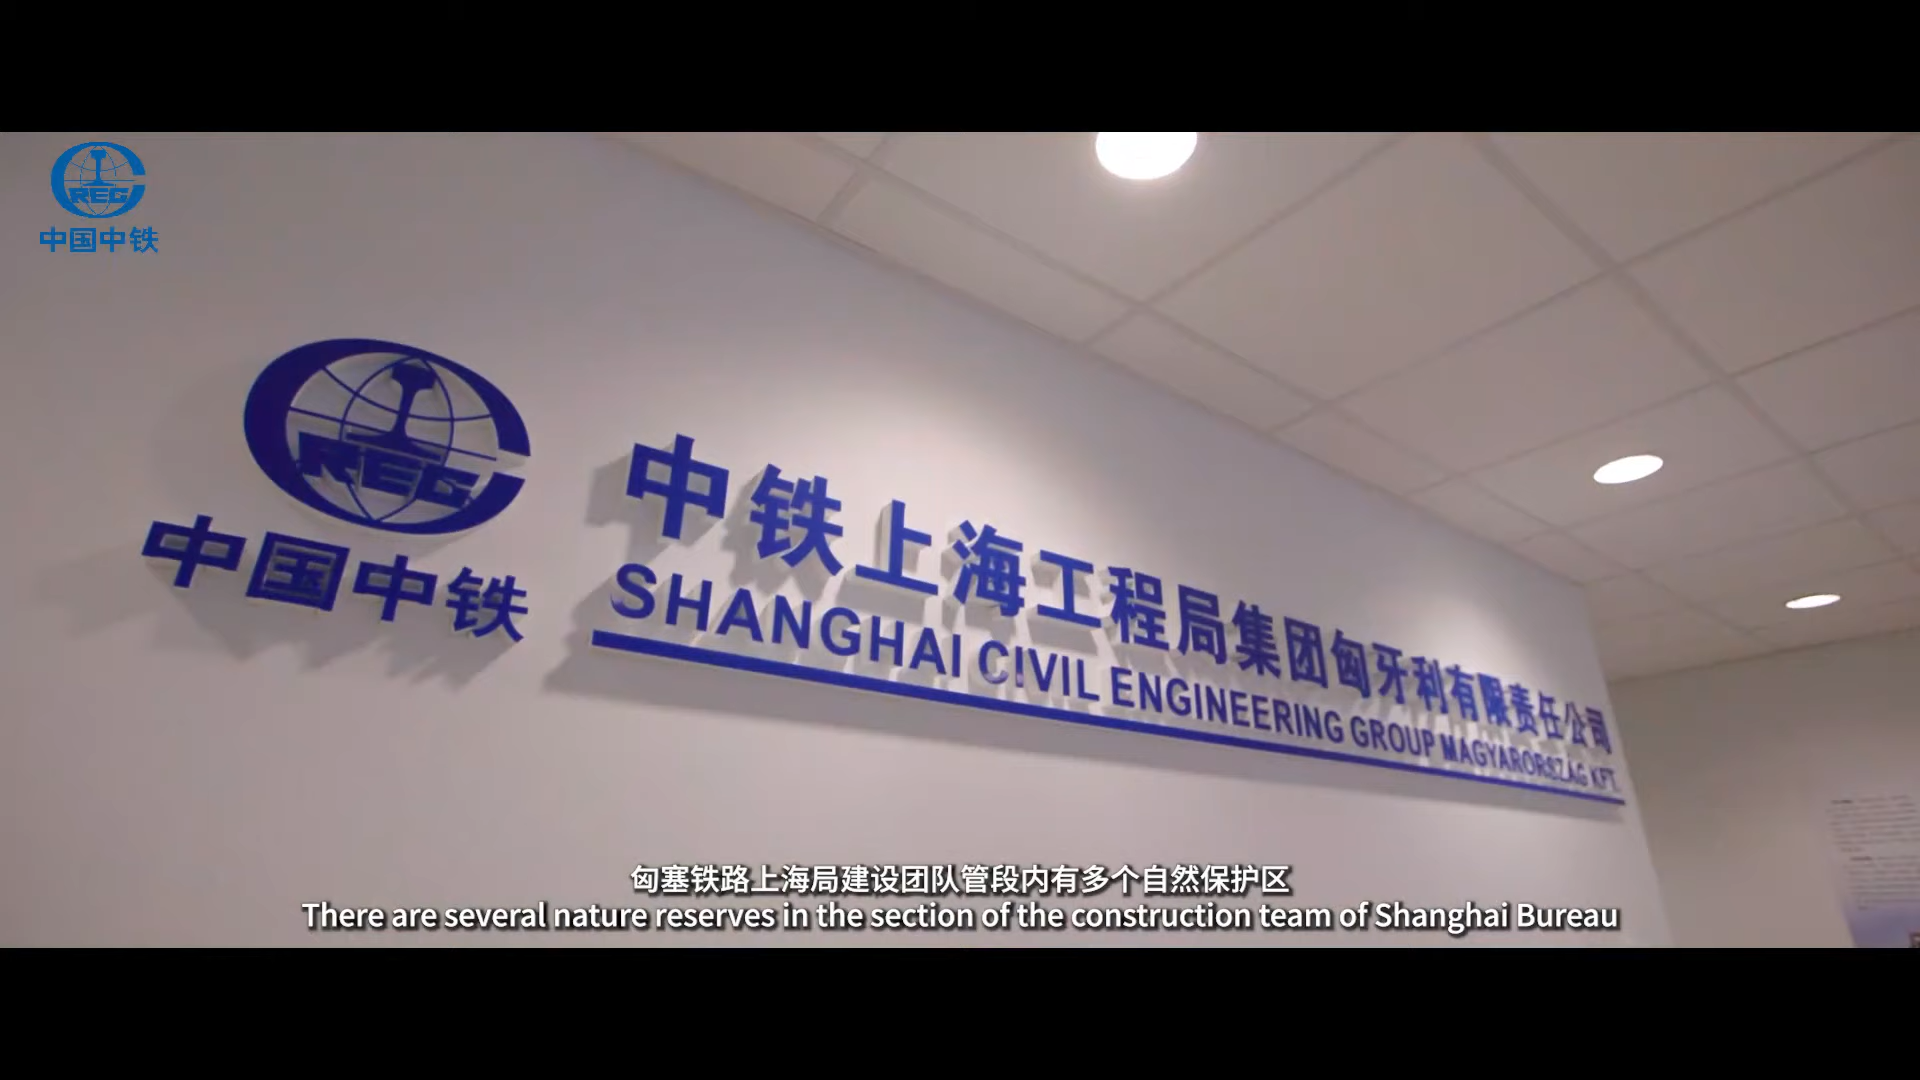 CREG
中国中铁
CREG
中国中铁
中铁上海工程局集团匈牙利有限责任公司
SHANGHAI CIVIL ENGINEERING GROUP MAGYARORSZÁG KFT.
匈塞铁路上海局建设团队管段内有多个自然保护区
There are several nature reserves in the section of the construction team of Shanghai Bureau